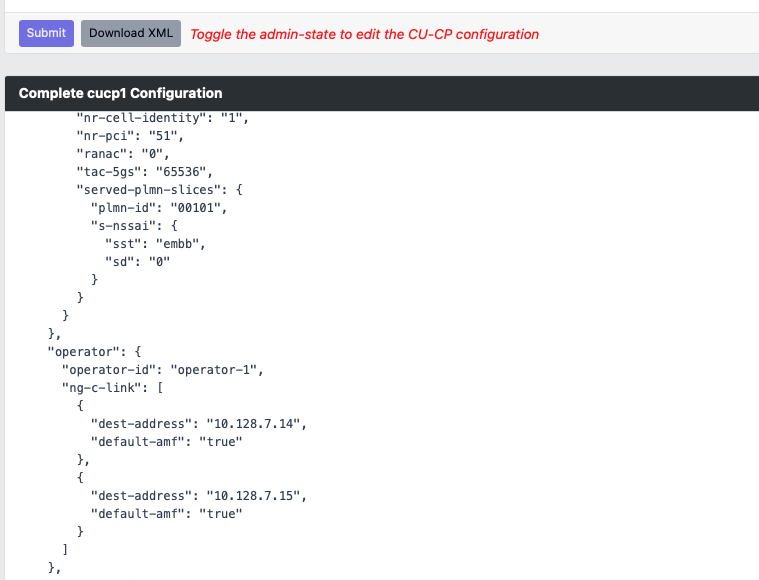 Submit Download XML Toggle the admin-state to edit the CU-CP configuration
Complete cucp1 Configuration
"nr-cell-identity": "1",
"nr-pci": "51",
"ranac": "0",
"tac-5gs": "65536",
"served-plmn-slices": {
"plmn-id": "00101",
"s-nssai": {
"sst": "embb",
"sd": "0"
}
}
}
},
"operator": {
"operator-id": "operator-1",
"ng-c-link": [
{
"dest-address": "10.128.7.14",
"default-amf": "true"
},
{
"dest-address": "10.128.7.15",
"default-amf": "true"
}
]
},